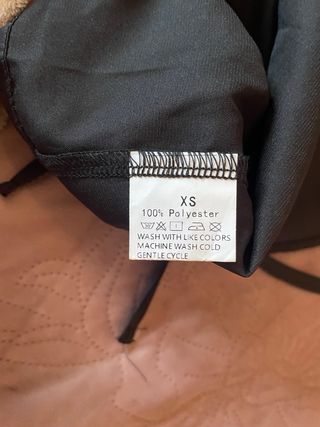 XS
100% Polyester
WASH WITH LIKE COLORS
MACHINE WASH COLD
GENTLE CYCLE